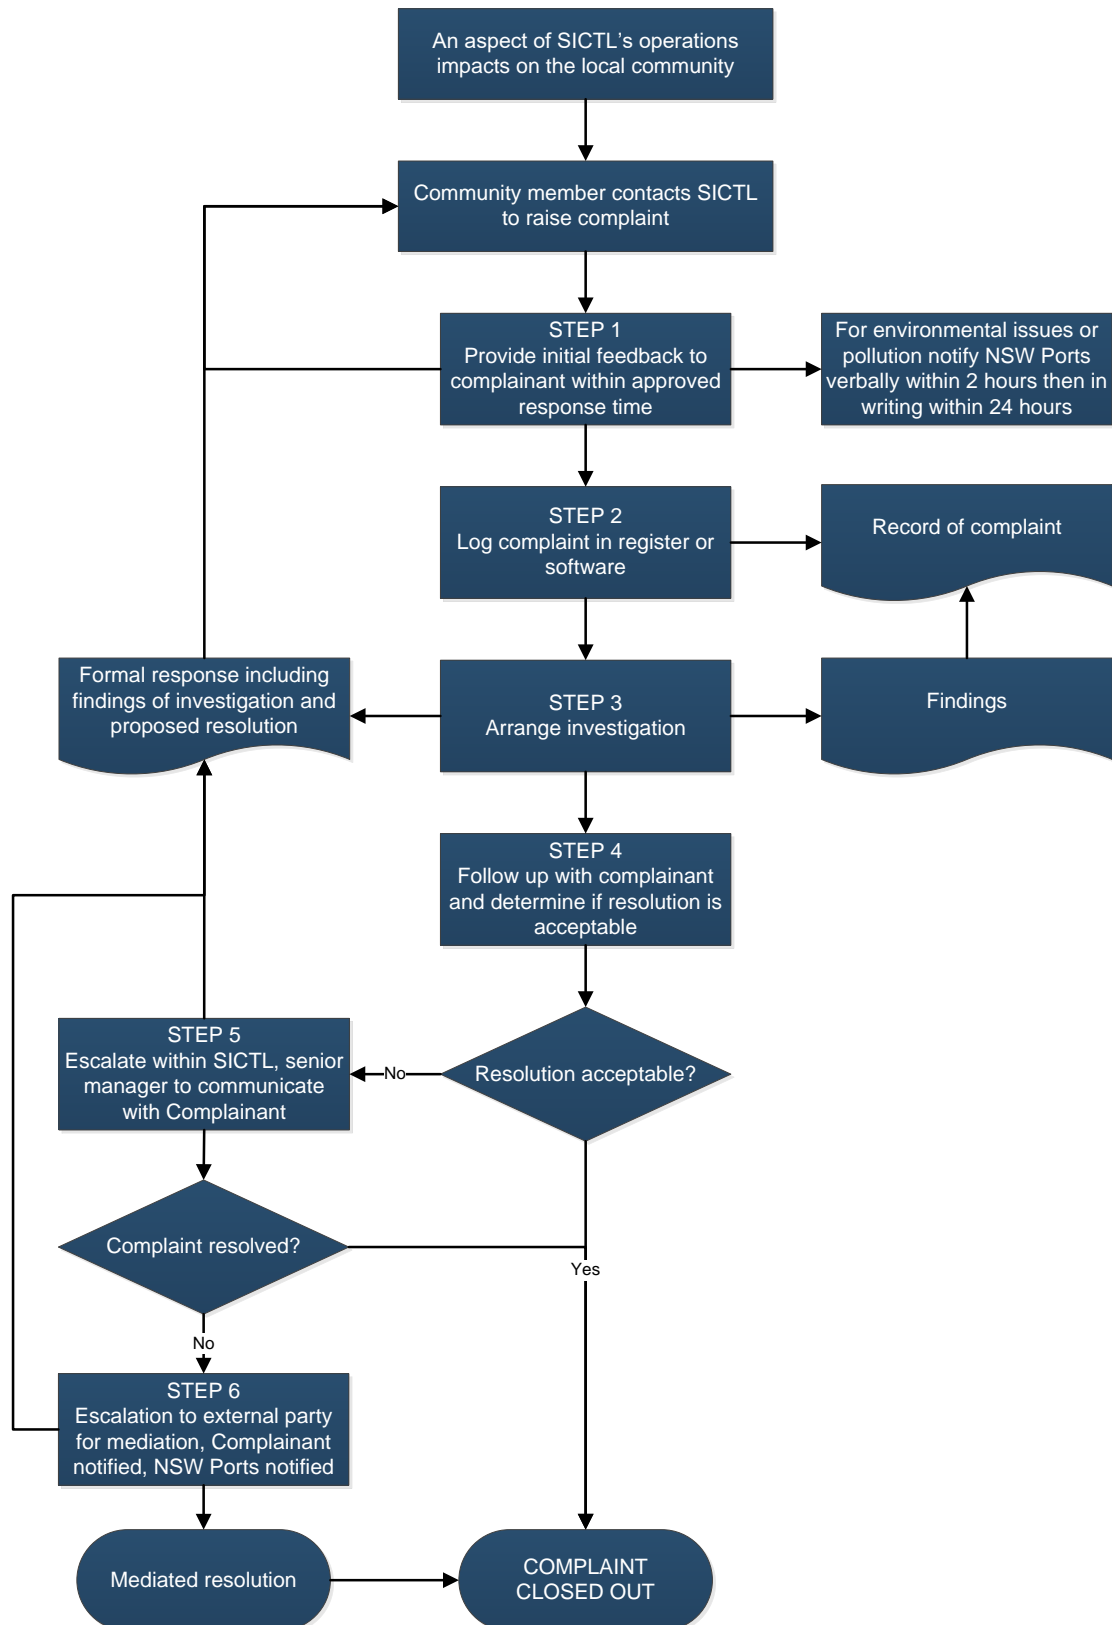 An aspect of SICTL's operations
impacts on the local community
Community member contacts SICTL
to raise complaint
STEP 1
Provide initial feedback to
complainant within approved
response time
For environmental issues or
pollution notify NSW Ports
verbally within 2 hours then in
writing within 24 hours
STEP 2
Log complaint in register or
software
Record of complaint
Formal response including
findings of investigation and
proposed resolution
STEP 3
Arrange investigation
Findings
STEP 4
Follow up with complainant
and determine if resolution is
acceptable
STEP 5
Escalate within SICTL, senior
manager to communicate
with Complainant
No
Resolution acceptable?
Complaint resolved?
Yes
No
STEP 6
Escalation to external party
for mediation, Complainant
notified, NSW Ports notified
Mediated resolution
COMPLAINT
CLOSED OUT